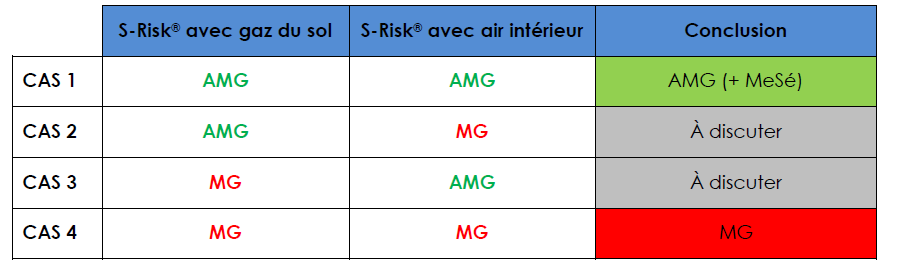 S-Risk® avec gaz du sol S-Risk® avec air intérieur Conclusion
CAS 1 AMG AMG AMG (+ MeSé)
CAS 2 AMG MG À discuter
CAS 3 MG AMG À discuter
CAS 4 MG MG MG